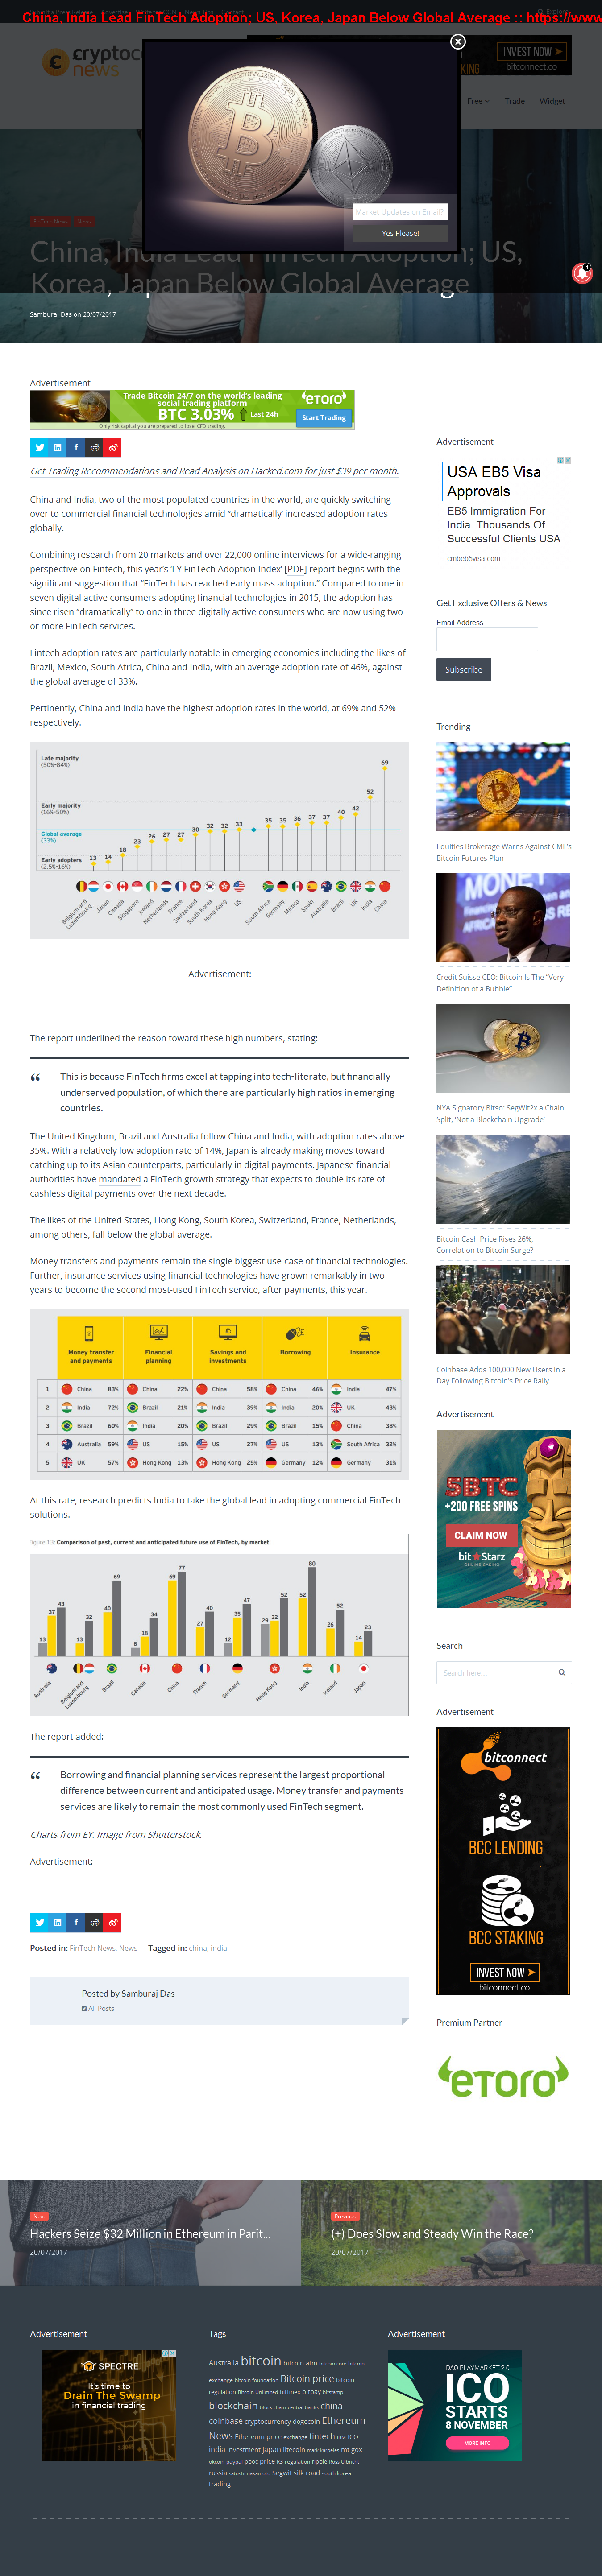 China, India Lead FinTech Adoption; US, Korea, Japan Below Global Average :: https://www
cryptoc
news
INVEST NOW
bitconnect.co
Free
Trade
Widget
Market Updates on Email?
Yes Please!
FinTech News
News
China, India Lead FinTech Adoption; US,
Korea, Japan Below Global Average
Samburaj Das on 20/07/2017
Advertisement
Trade Bitcoin 24/7 on the world's leading
social trading platform
BTC 3.03%
Last 24h
etoro
Start Trading
Only risk capital you are prepared to lose. CFD trading.
Get Trading Recommendations and Read Analysis on Hacked.com for just $39 per month.
China and India, two of the most populated countries in the world, are quickly switching
over to commercial financial technologies amid “dramatically’ increased adoption rates
globally.
Combining research from 20 markets and over 22,000 online interviews for a wide-ranging
perspective on Fintech, this year’s ‘EY FinTech Adoption Index’ [PDF] report begins with the
significant suggestion that “FinTech has reached early mass adoption.” Compared to one in
seven digital active consumers adopting financial technologies in 2015, the adoption has
since risen “dramatically” to one in three digitally active consumers who are now using two
or more FinTech services.
Fintech adoption rates are particularly notable in emerging economies including the likes of
Brazil, Mexico, South Africa, China and India, with an average adoption rate of 46%, against
the global average of 33%.
Pertinently, China and India have the highest adoption rates in the world, at 69% and 52%
respectively.
Late majority
(50%-84%)
Early majority
(16%-50%)
Global average
(33%)
Early adopters
(2.5%-16%)
13 14 18 23 26 27 27 30 32 32 33 35 35 36 37 37 40 42 52 69
Belgium and Luxembourg
Japan
Canada
Singapore
Ireland
Netherlands
France
Switzerland
South Korea
Hong Kong
US
South Africa
Germany
Mexico
Spain
Australia
Brazil
UK
India
China
Advertisement:
The report underlined the reason toward these high numbers, stating:
“ This is because FinTech firms excel at tapping into tech-literate, but financially
underserved population, of which there are particularly high ratios in emerging
countries.
The United Kingdom, Brazil and Australia follow China and India, with adoption rates above
35%. With a relatively low adoption rate of 14%, Japan is already making moves toward
catching up to its Asian counterparts, particularly in digital payments. Japanese financial
authorities have mandated a FinTech growth strategy that expects to double its rate of
cashless digital payments over the next decade.
The likes of the United States, Hong Kong, South Korea, Switzerland, France, Netherlands,
among others, fall below the global average.
Money transfers and payments remain the single biggest use-case of financial technologies.
Further, insurance services using financial technologies have grown remarkably in two
years to become the second most-used FinTech service, after payments, this year.
Money transfer and payments
Financial planning
Savings and investments
Borrowing
Insurance
1 China 83% China 22% China 58% China 46% India 47%
2 India 72% Brazil 21% India 39% India 20% UK 43%
3 Brazil 60% India 20% Brazil 29% Brazil 15% China 38%
4 Australia 59% US 15% US 27% US 13% South Africa 32%
5 UK 57% Hong Kong 13% Hong Kong 25% Germany 12% Germany 31%
At this rate, research predicts India to take the global lead in adopting commercial FinTech
solutions.
igure 13: Comparison of past, current and anticipated future use of FinTech, by market
13 37 43
13 32
40 69
8 18 34
69 77
27 40
12 35 47
29 32 52
52 80
26 52
14 23
Australia
Belgium and Luxembourg
Brazil
Canada
China
France
Germany
Hong Kong
India
Ireland
Japan
The report added:
“ Borrowing and financial planning services represent the largest proportional
difference between current and anticipated usage. Money transfer and payments
services are likely to remain the most commonly used FinTech segment.
Charts from EY. Image from Shutterstock.
Advertisement:
Posted in: FinTech News, News Tagged in: china, india
Posted by Samburaj Das
All Posts
Advertisement
USA EB5 Visa
Approvals
EB5 Immigration For
India. Thousands Of
Successful Clients USA
cmbeb5visa.com
Get Exclusive Offers & News
Email Address
Subscribe
Trending
Equities Brokerage Warns Against CME's
Bitcoin Futures Plan
Credit Suisse CEO: Bitcoin Is The “Very
Definition of a Bubble”
NYA Signatory Bitso: SegWit2x a Chain
Split, ‘Not a Blockchain Upgrade’
Bitcoin Cash Price Rises 26%,
Correlation to Bitcoin Surge?
Coinbase Adds 100,000 New Users in a
Day Following Bitcoin's Price Rally
Advertisement
5BTC
+200 FREE SPINS
CLAIM NOW
bit Starz
Search
Search here...
Advertisement
bitconnect
BCC LENDING
BCC STAKING
INVEST NOW
bitconnect.co
Premium Partner
etoro
Next
Hackers Seize $32 Million in Ethereum in Parit...
20/07/2017
Previous
(+) Does Slow and Steady Win the Race?
20/07/2017
Advertisement
SPECTRE
It's time to
Drain The Swamp
in financial trading
Tags
Australia bitcoin bitcoin atm bitcoin core bitcoin
exchange bitcoin foundation Bitcoin price bitcoin
regulation Bitcoin Unlimited bitfinex bitpay bitstamp
blockchain block chain central banks china
coinbase cryptocurrency dogecoin Ethereum
News Ethereum price exchange fintech IBM ICO
india investment japan litecoin mark karpeles mt gox
okcoin paypal pboc price R3 regulation ripple Ross Ulbricht
russia satoshi nakamoto Segwit silk road south korea
trading
Advertisement
DAO PLAYMARKET 2.0
ICO
STARTS
8 NOVEMBER
MORE INFO